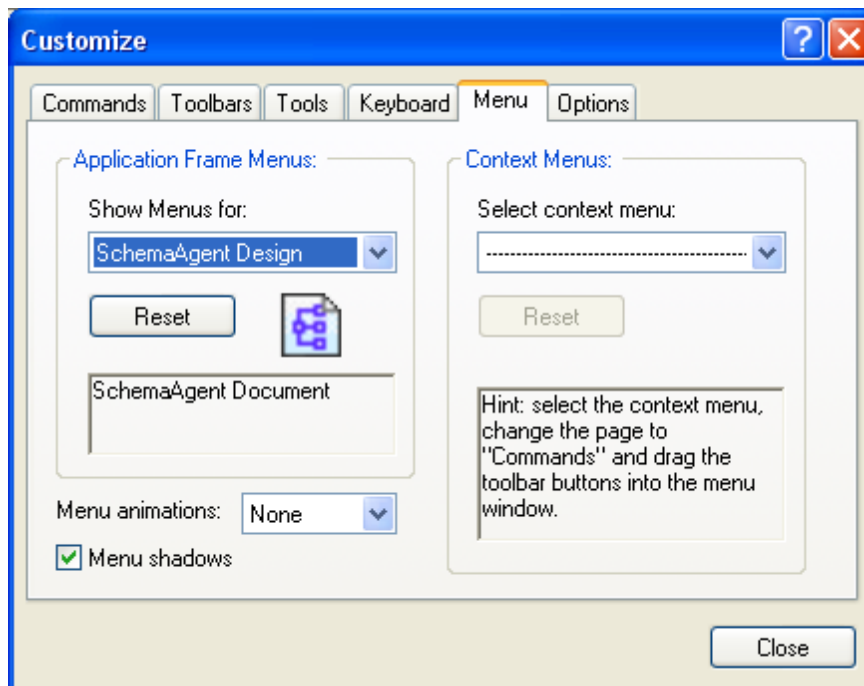 Customize
Commands Toolbars Tools Keyboard Menu Options
Application Frame Menus:
Show Menus for:
SchemaAgent Design
Reset
SchemaAgent Document
Menu animations: None
Menu shadows
Context Menus:
Select context menu:
Reset
Hint: select the context menu,
change the page to
"Commands" and drag the
toolbar buttons into the menu
window.
Close